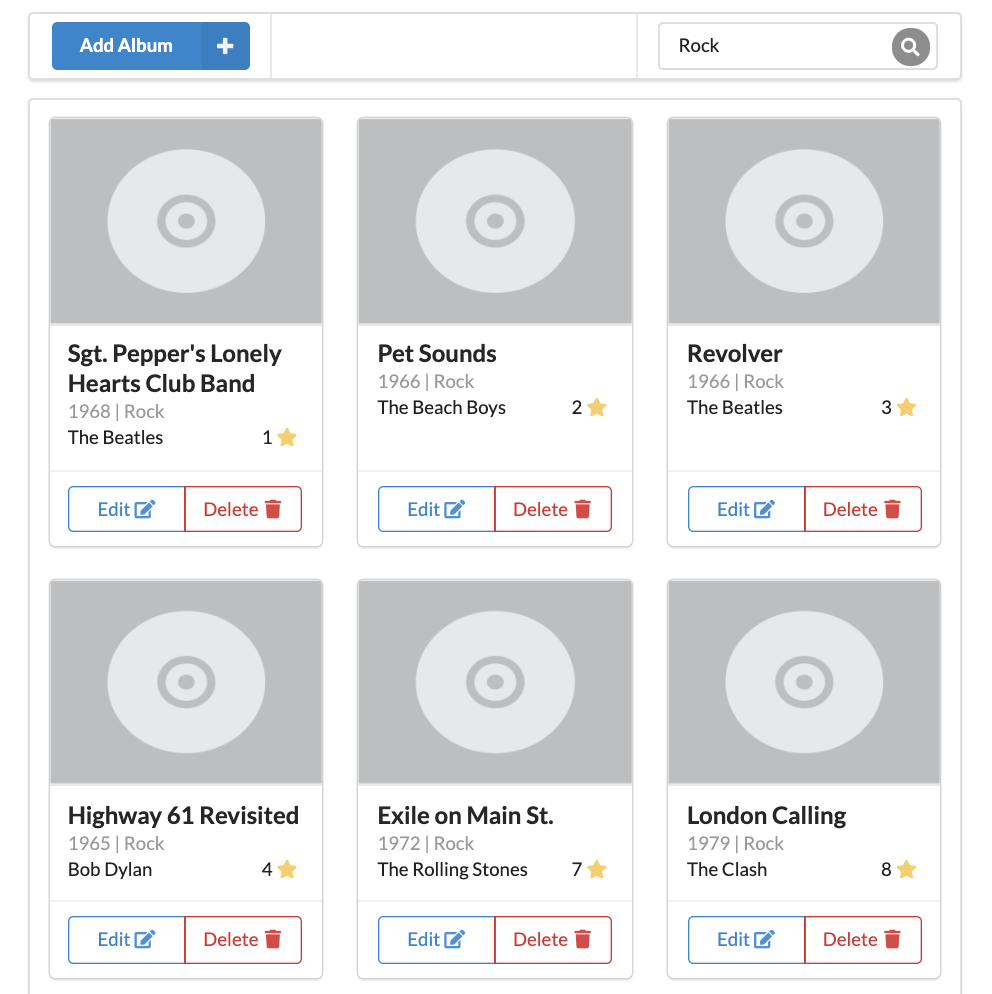 Add Album
Rock
Sgt. Pepper's Lonely
Hearts Club Band
1968 | Rock
The Beatles 1
Edit Delete
Pet Sounds
1966 | Rock
The Beach Boys 2
Edit Delete
Revolver
1966 | Rock
The Beatles 3
Edit Delete
Highway 61 Revisited
1965 | Rock
Bob Dylan 4
Edit Delete
Exile on Main St.
1972 | Rock
The Rolling Stones 7
Edit Delete
London Calling
1979 | Rock
The Clash 8
Edit Delete